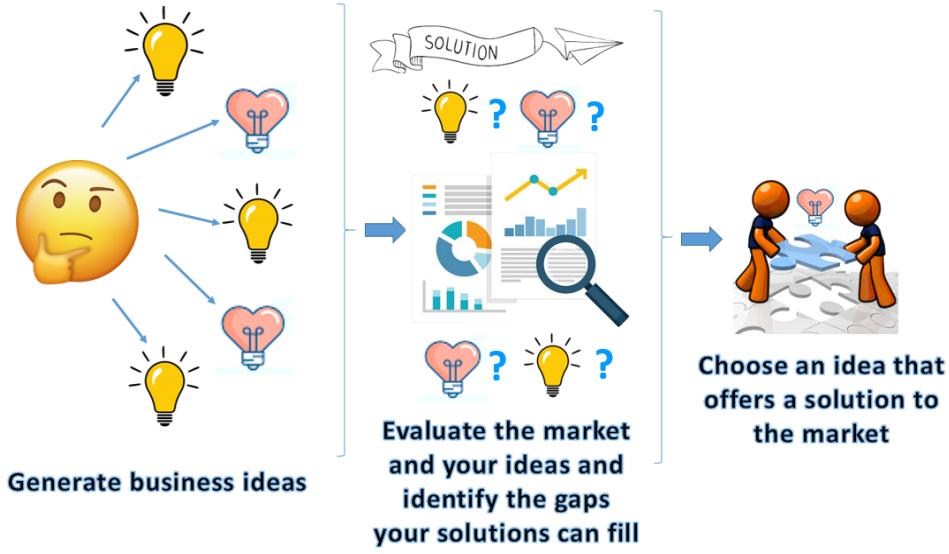 SOLUTION
? ?
? ?
Generate business ideas
Evaluate the market
and your ideas and
identify the gaps
your solutions can fill
Choose an idea that
offers a solution to
the market